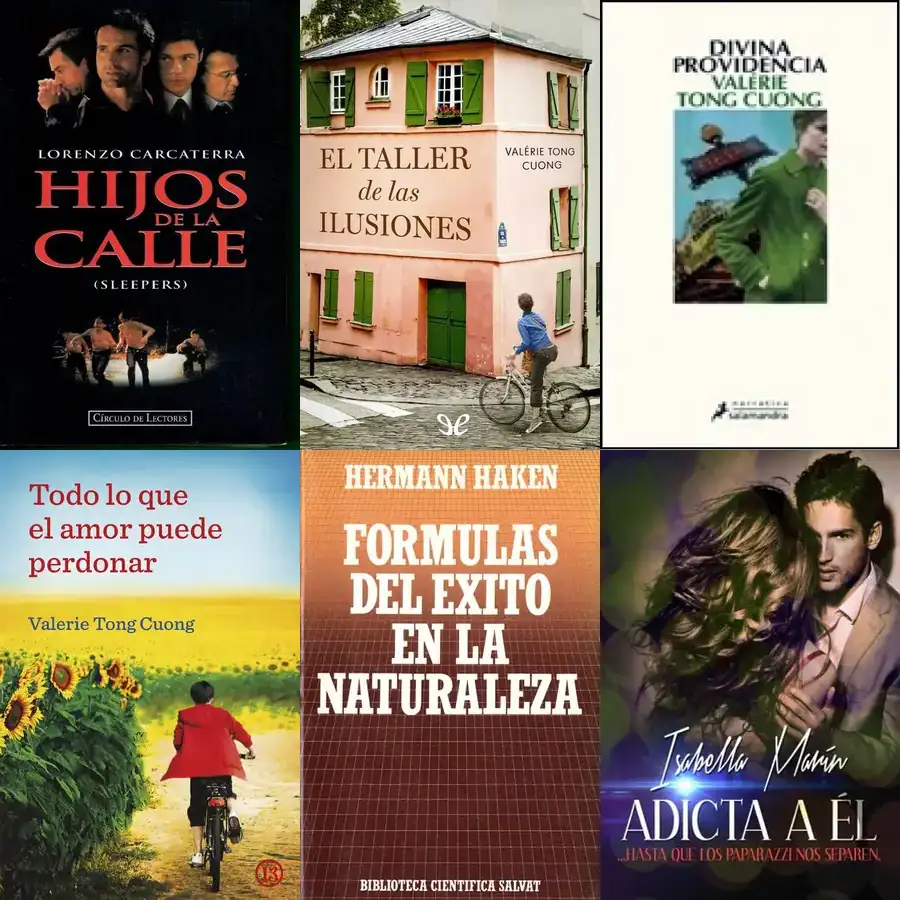 LORENZO CARCATERRA
HIJOS
DE LA
CALLE
(SLEEPERS)
CÍRCULO DE LECTORES
EL TALLER
de las
ILUSIONES
VALÉRIE TONG
CUONG
DIVINA
PROVIDENCIA
VALÉRIE
TONG CUONG
narrativa
salamandra
Todo lo que
el amor puede
perdonar
Valerie Tong Cuong
13
HERMANN HAKEN
FORMULAS
DEL EXITO
EN LA
NATURALEZA
BIBLIOTECA CIENTIFICA SALVAT
Isabella Marín
ADICTA A ÉL
...HASTA QUE LOS PAPARAZZI NOS SEPAREN.